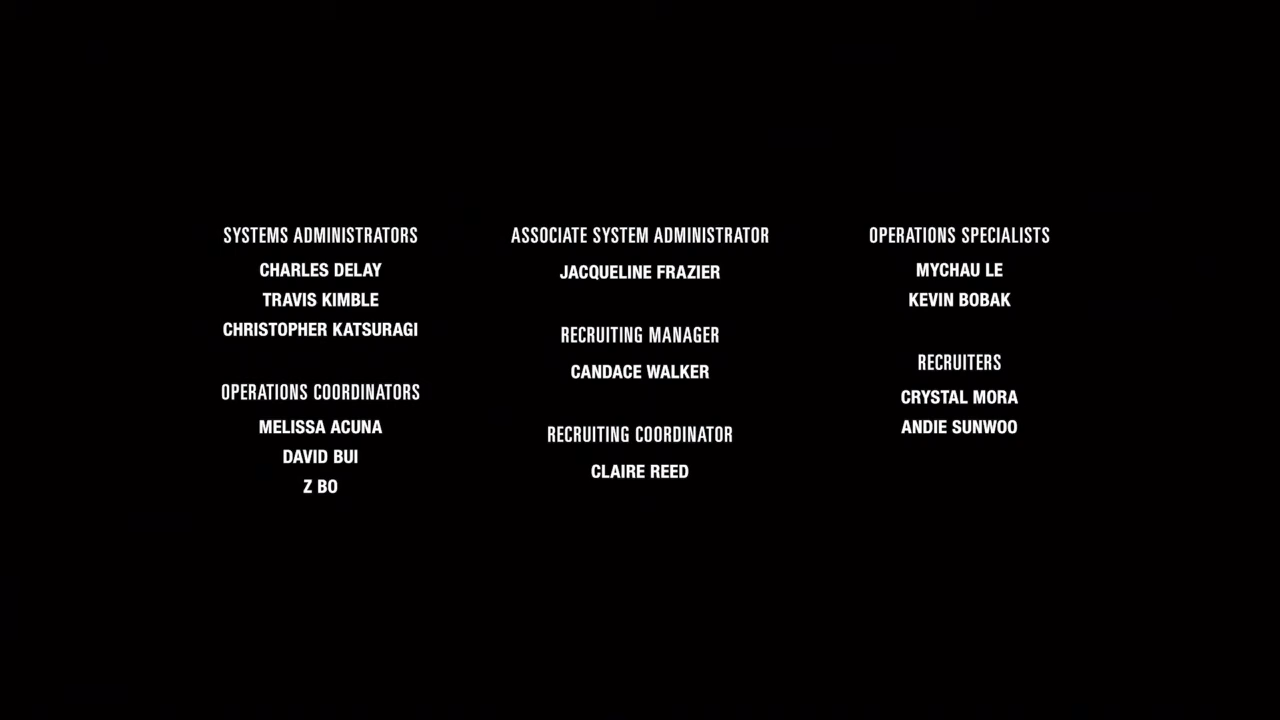 SYSTEMS ADMINISTRATORS
CHARLES DELAY
TRAVIS KIMBLE
CHRISTOPHER KATSURAGI
OPERATIONS COORDINATORS
MELISSA ACUNA
DAVID BUI
Z BO
ASSOCIATE SYSTEM ADMINISTRATOR
JACQUELINE FRAZIER
RECRUITING MANAGER
CANDACE WALKER
RECRUITING COORDINATOR
CLAIRE REED
OPERATIONS SPECIALISTS
MYCHAU LE
KEVIN BOBAK
RECRUITERS
CRYSTAL MORA
ANDIE SUNWOO